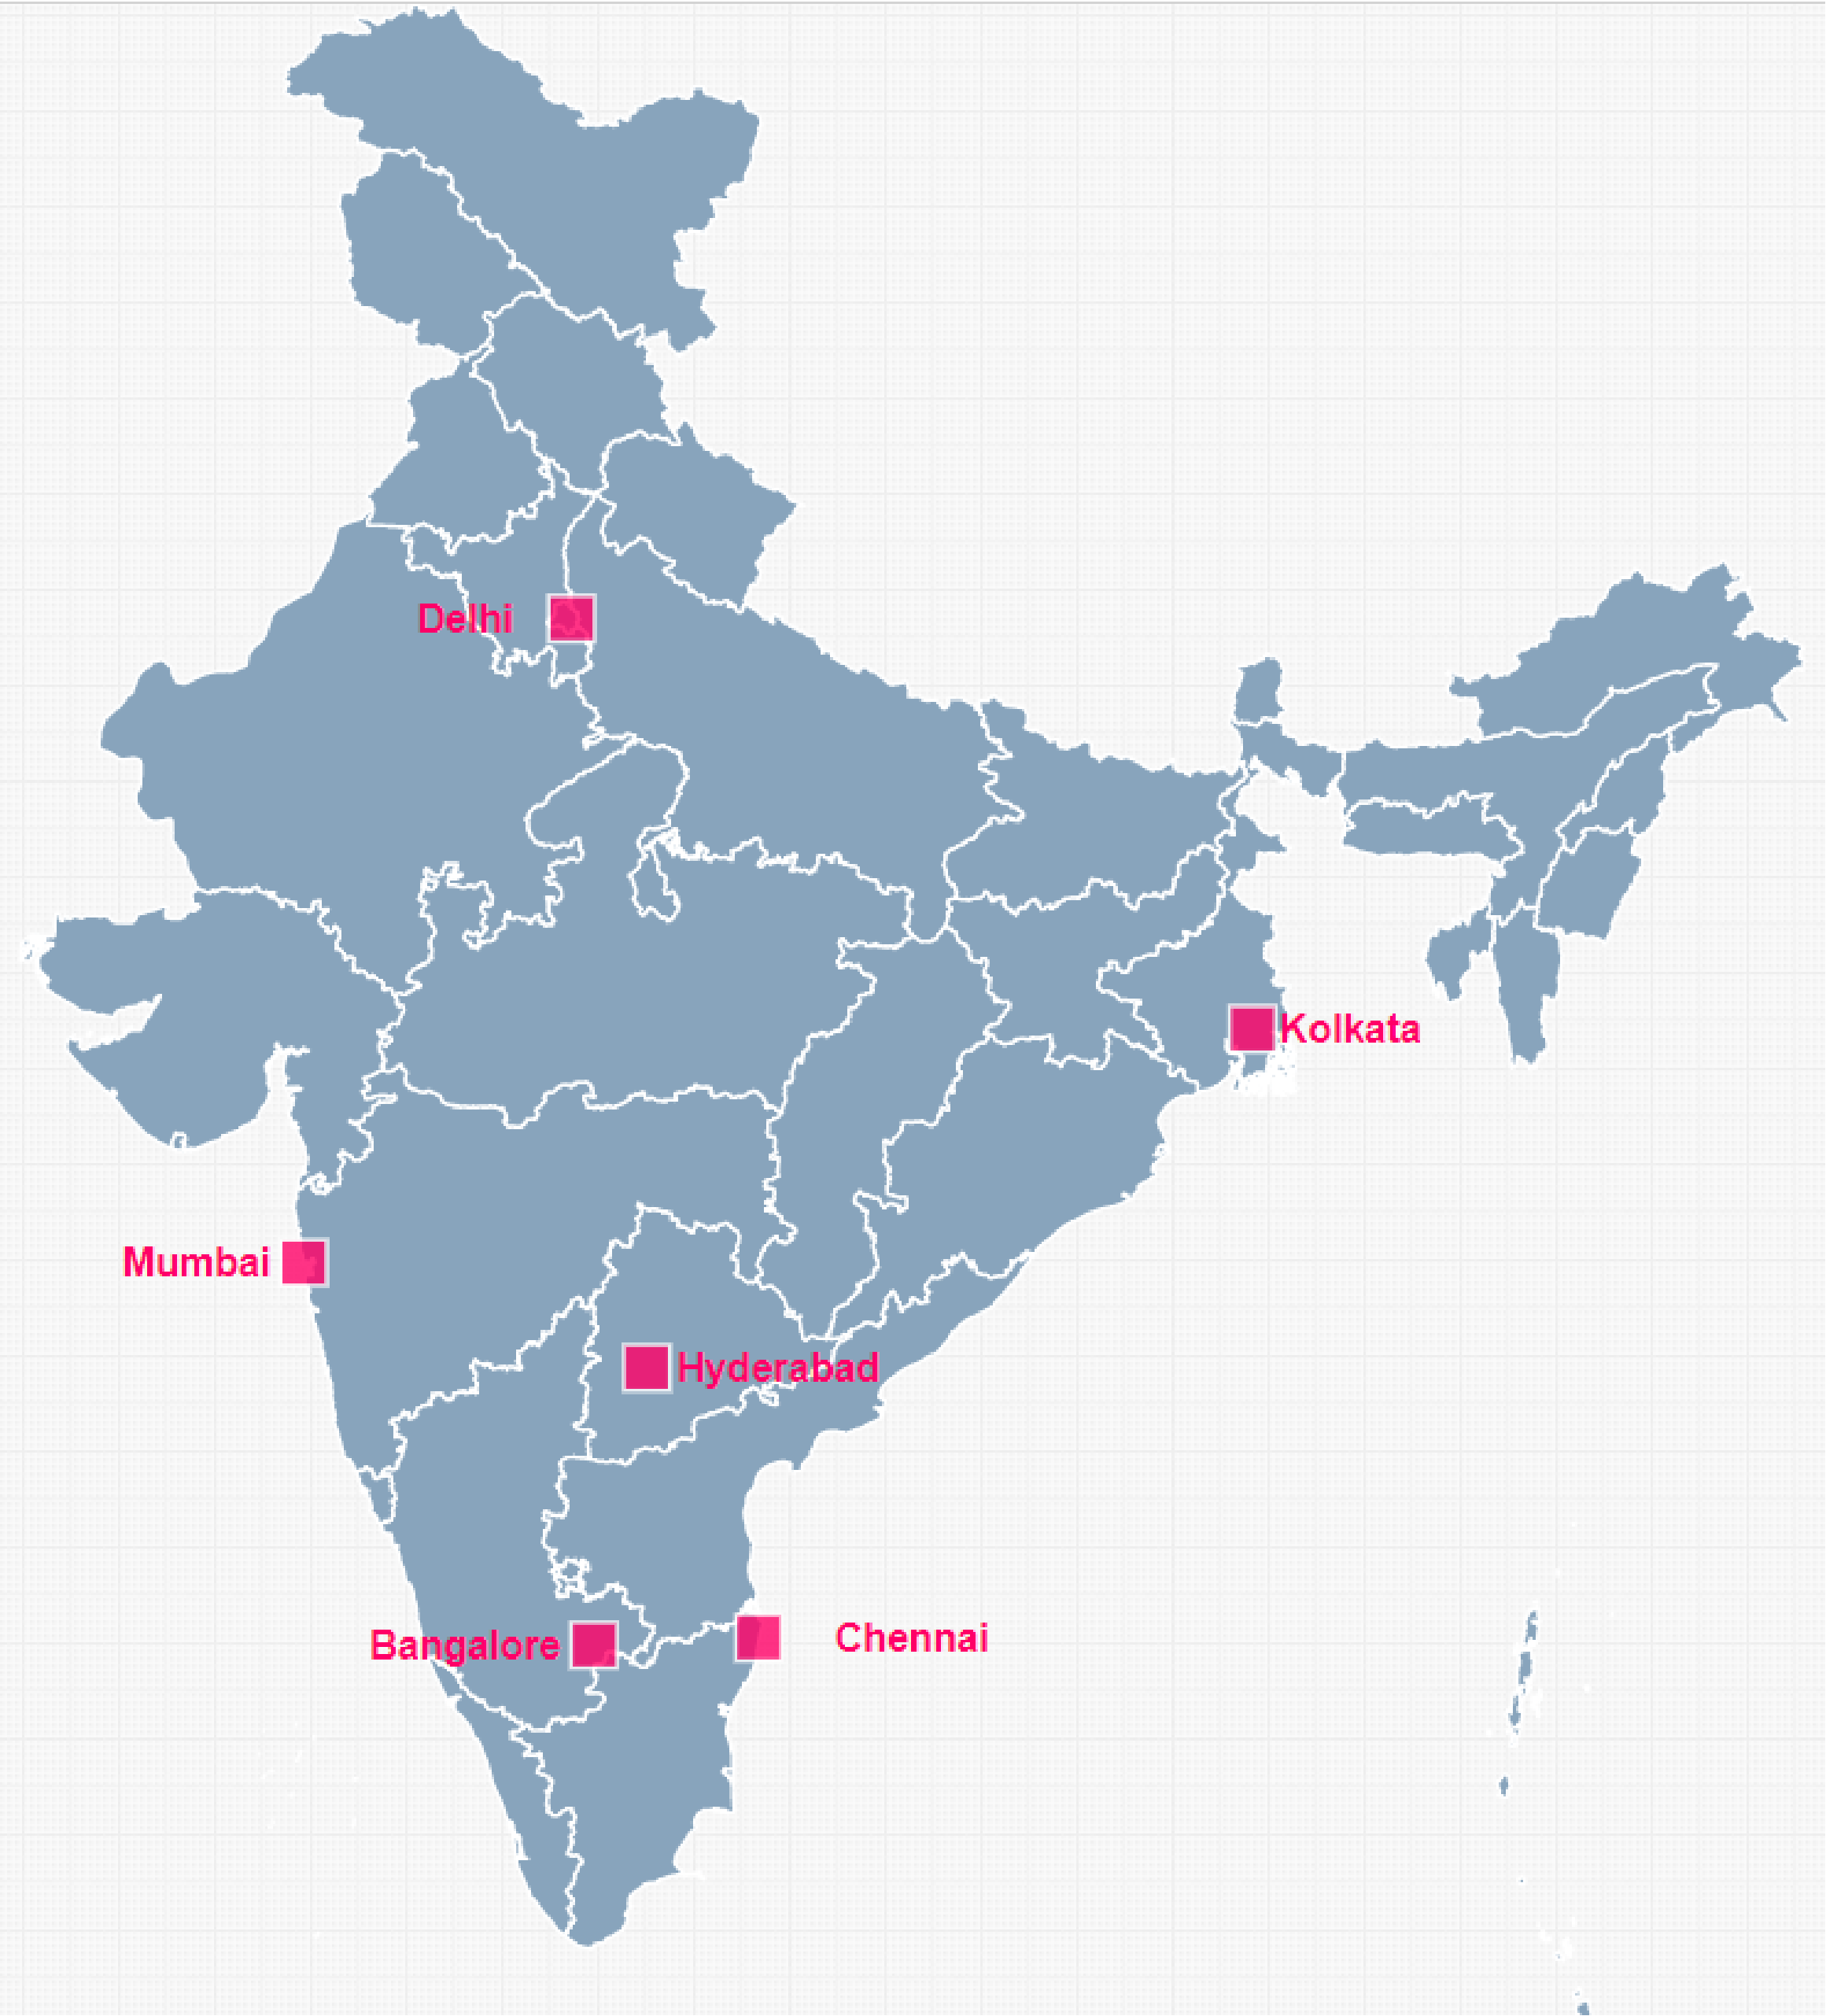 Delhi
Kolkata
Mumbai
Hyderabad
Bangalore
Chennai